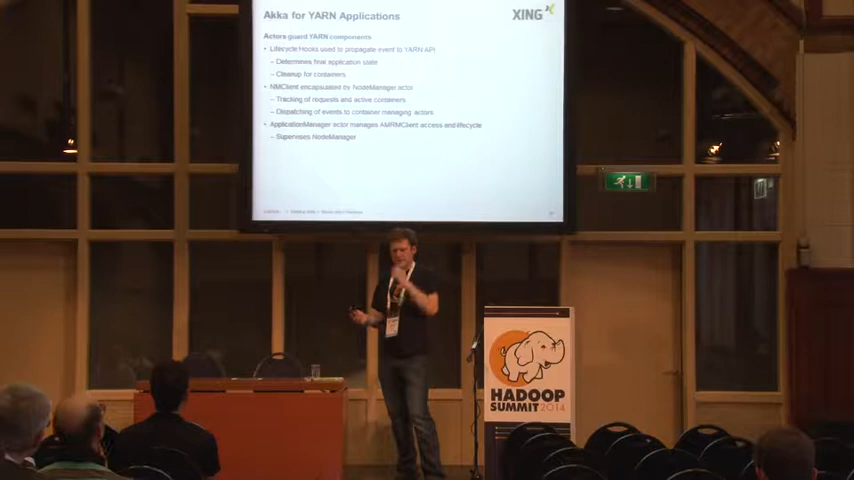 Akka for YARN Applications
XING
Actors guard YARN components
• Lifecycle Hooks used to propagate event to YARN API
– Determines final application state
– Cleanup for containers
• NMClient encapsulated by NodeManager actor
– Tracking of requests and active containers
– Dispatching of events to container managing actors
• ApplicationManager actor manages AMRMClient access and lifecycle
– Supervises NodeManager
HADOOP
SUMMIT 2014